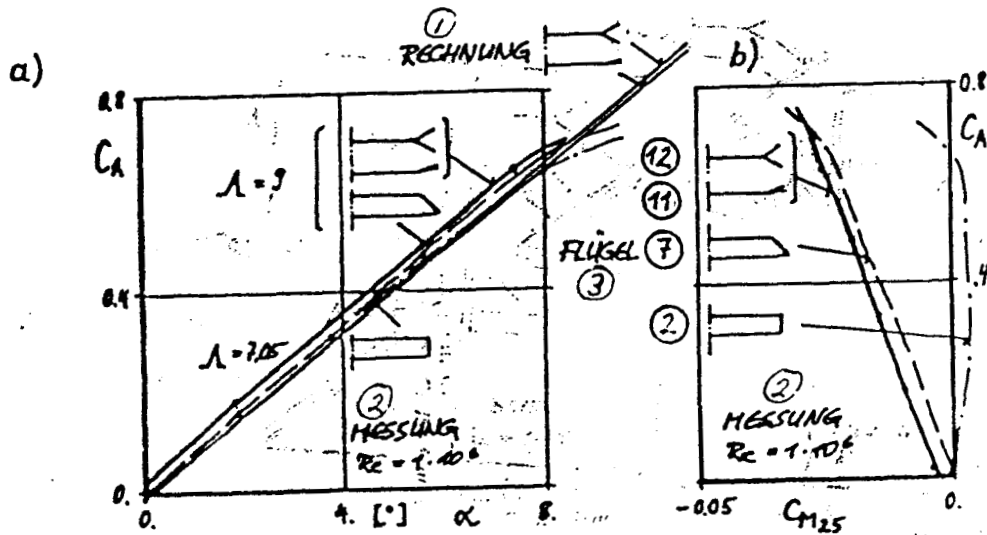 ① RECHNUNG
a)
0.8
C_A
Λ = 9
0.4
Λ = 7,05
② MESSUNG
Re = 1·10⁶
0.
0.
4.
[°]
α
8.
FLÜGEL
③
b)
0.8
C_A
⑫
⑪
⑦
②
.4
② MESSUNG
Re = 1·10⁶
-0.05
C_M25
0.